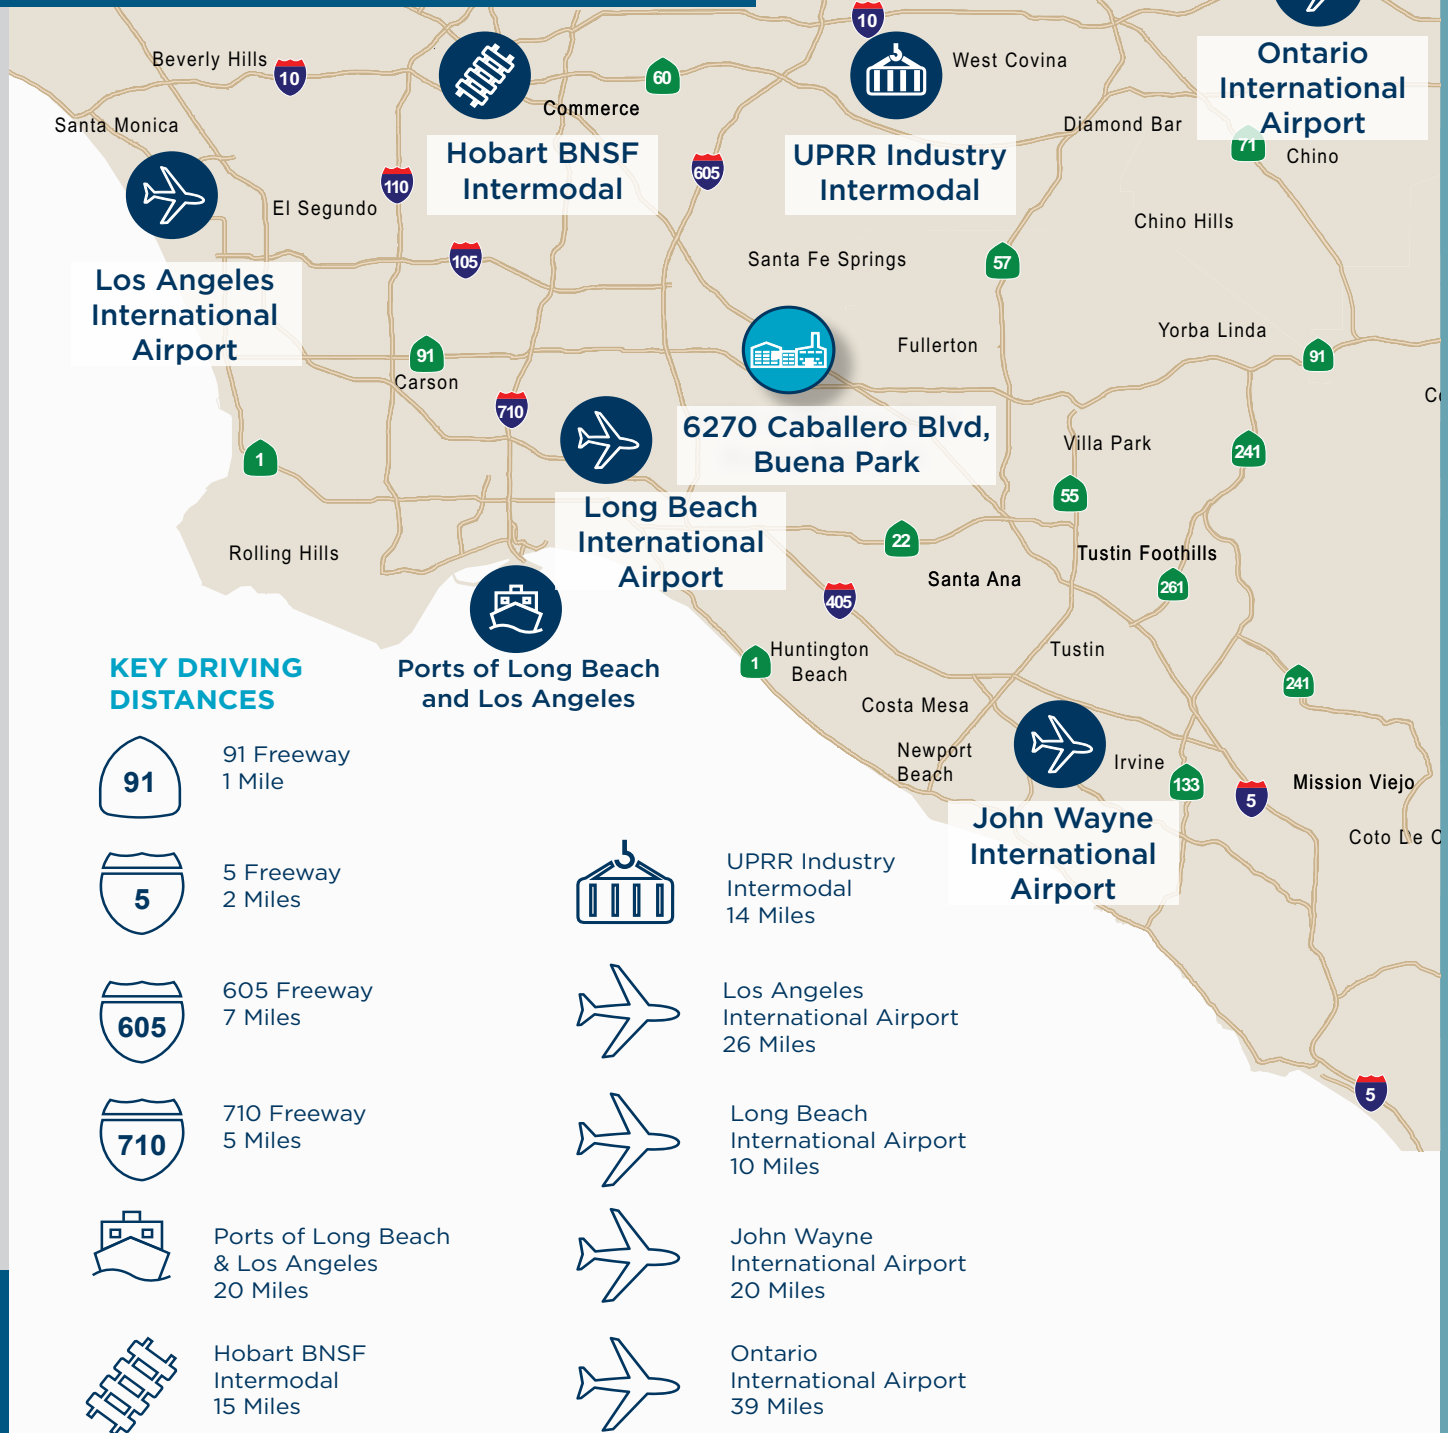 10
Beverly Hills
10
60
West Covina
Ontario
International
Airport
Commerce
Santa Monica
Diamond Bar
71
Chino
Hobart BNSF
Intermodal
UPRR Industry
Intermodal
605
110
El Segundo
Chino Hills
105
Santa Fe Springs
57
Los Angeles
International
Airport
Yorba Linda
Fullerton
91
91
Carson
710
6270 Caballero Blvd,
Buena Park
Villa Park
241
1
55
Long Beach
International
Airport
22
Rolling Hills
Tustin Foothills
Santa Ana
261
405
Huntington
Beach
1
Tustin
Ports of Long Beach
and Los Angeles
241
Costa Mesa
Newport
Beach
Irvine
133
5
Mission Viejo
John Wayne
International
Airport
Coto De C
5
KEY DRIVING
DISTANCES
91
91 Freeway
1 Mile
5
5 Freeway
2 Miles
605
605 Freeway
7 Miles
710
710 Freeway
5 Miles
Ports of Long Beach
& Los Angeles
20 Miles
Hobart BNSF
Intermodal
15 Miles
UPRR Industry
Intermodal
14 Miles
Los Angeles
International Airport
26 Miles
Long Beach
International Airport
10 Miles
John Wayne
International Airport
20 Miles
Ontario
International Airport
39 Miles